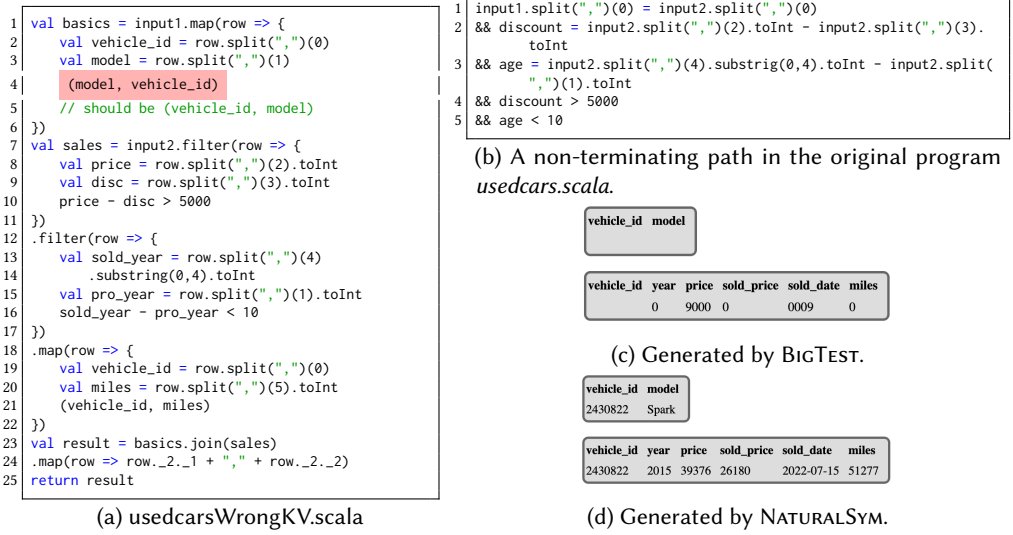 1 val basics = input1.map(row => {
2     val vehicle_id = row.split(",")(0)
3     val model = row.split(",")(1)
4      (model, vehicle_id)
5     // should be (vehicle_id, model)
6 })
7 val sales = input2.filter(row => {
8     val price = row.split(",")(2).toInt
9     val disc = row.split(",")(3).toInt
10     price - disc > 5000
11 })
12 .filter(row => {
13     val sold_year = row.split(",")(4)
14         .substring(0,4).toInt
15     val pro_year = row.split(",")(1).toInt
16     sold_year - pro_year < 10
17 })
18 .map(row => {
19     val vehicle_id = row.split(",")(0)
20     val miles = row.split(",")(5).toInt
21     (vehicle_id, miles)
22 })
23 val result = basics.join(sales)
24 .map(row => row._2._1 + "," + row._2._2)
25 return result
(a) usedcarsWrongKV.scala
1 input1.split(",")(0) = input2.split(",")(0)
2 && discount = input2.split(",")(2).toInt - input2.split(",")(3).
toInt
3 && age = input2.split(",")(4).substrig(0,4).toInt - input2.split(
",")(1).toInt
4 && discount > 5000
5 && age < 10
(b) A non-terminating path in the original program
usedcars.scala.
vehicle_id model
vehicle_id year price sold_price sold_date miles
0 9000 0 0009 0
(c) Generated by BIGTEST.
vehicle_id model
2430822 Spark
vehicle_id year price sold_price sold_date miles
2430822 2015 39376 26180 2022-07-15 51277
(d) Generated by NATURALSYM.